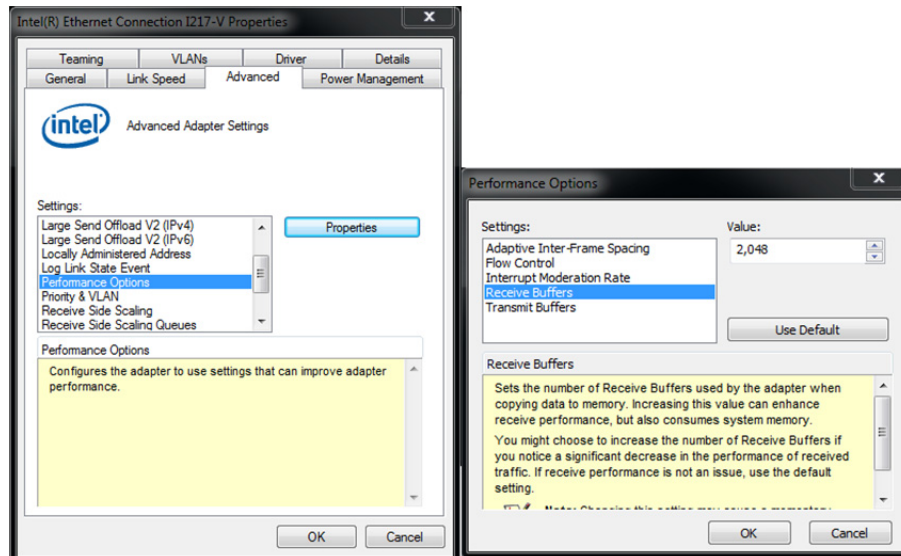 Intel(R) Ethernet Connection I217-V Properties
x
Teaming VLANs Driver Details
General Link Speed Advanced Power Management
intel
Advanced Adapter Settings
Settings:
Large Send Offload V2 (IPv4)
Large Send Offload V2 (IPv6)
Locally Administered Address
Log Link State Event
Performance Options
Priority & VLAN
Receive Side Scaling
Receive Side Scaling Queues
Properties
Performance Options
Configures the adapter to use settings that can improve adapter
performance.
OK Cancel
Performance Options
x
Settings:
Adaptive Inter-Frame Spacing
Flow Control
Interrupt Moderation Rate
Receive Buffers
Transmit Buffers
Value:
2,048
Use Default
Receive Buffers
Sets the number of Receive Buffers used by the adapter when
copying data to memory. Increasing this value can enhance
receive performance, but also consumes system memory.
You might choose to increase the number of Receive Buffers if
you notice a significant decrease in the performance of received
traffic. If receive performance is not an issue, use the default
setting.
Note: Changing this setting may cause a momentary
OK Cancel